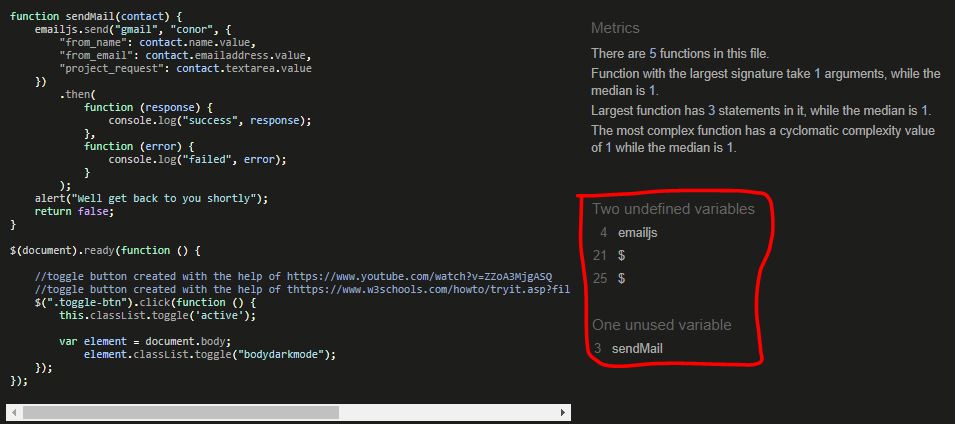 function sendMail(contact) {
emailjs.send("gmail", "conor", {
"from_name": contact.name.value,
"from_email": contact.emailaddress.value,
"project_request": contact.textarea.value
})
.then(
function (response) {
console.log("success", response);
},
function (error) {
console.log("failed", error);
}
);
alert("Well get back to you shortly");
return false;
}
$(document).ready(function () {
//toggle button created with the help of https://www.youtube.com/watch?v=ZZoA3MjgASQ
//toggle button created with the help of thttps://www.w3schools.com/howto/tryit.asp?fil
$(".toggle-btn").click(function () {
this.classList.toggle('active');
var element = document.body;
element.classList.toggle("bodydarkmode");
});
});
Metrics
There are 5 functions in this file.
Function with the largest signature take 1 arguments, while the
median is 1.
Largest function has 3 statements in it, while the median is 1.
The most complex function has a cyclomatic complexity value
of 1 while the median is 1.
Two undefined variables
4 emailjs
21 $
25 $
One unused variable
3 sendMail